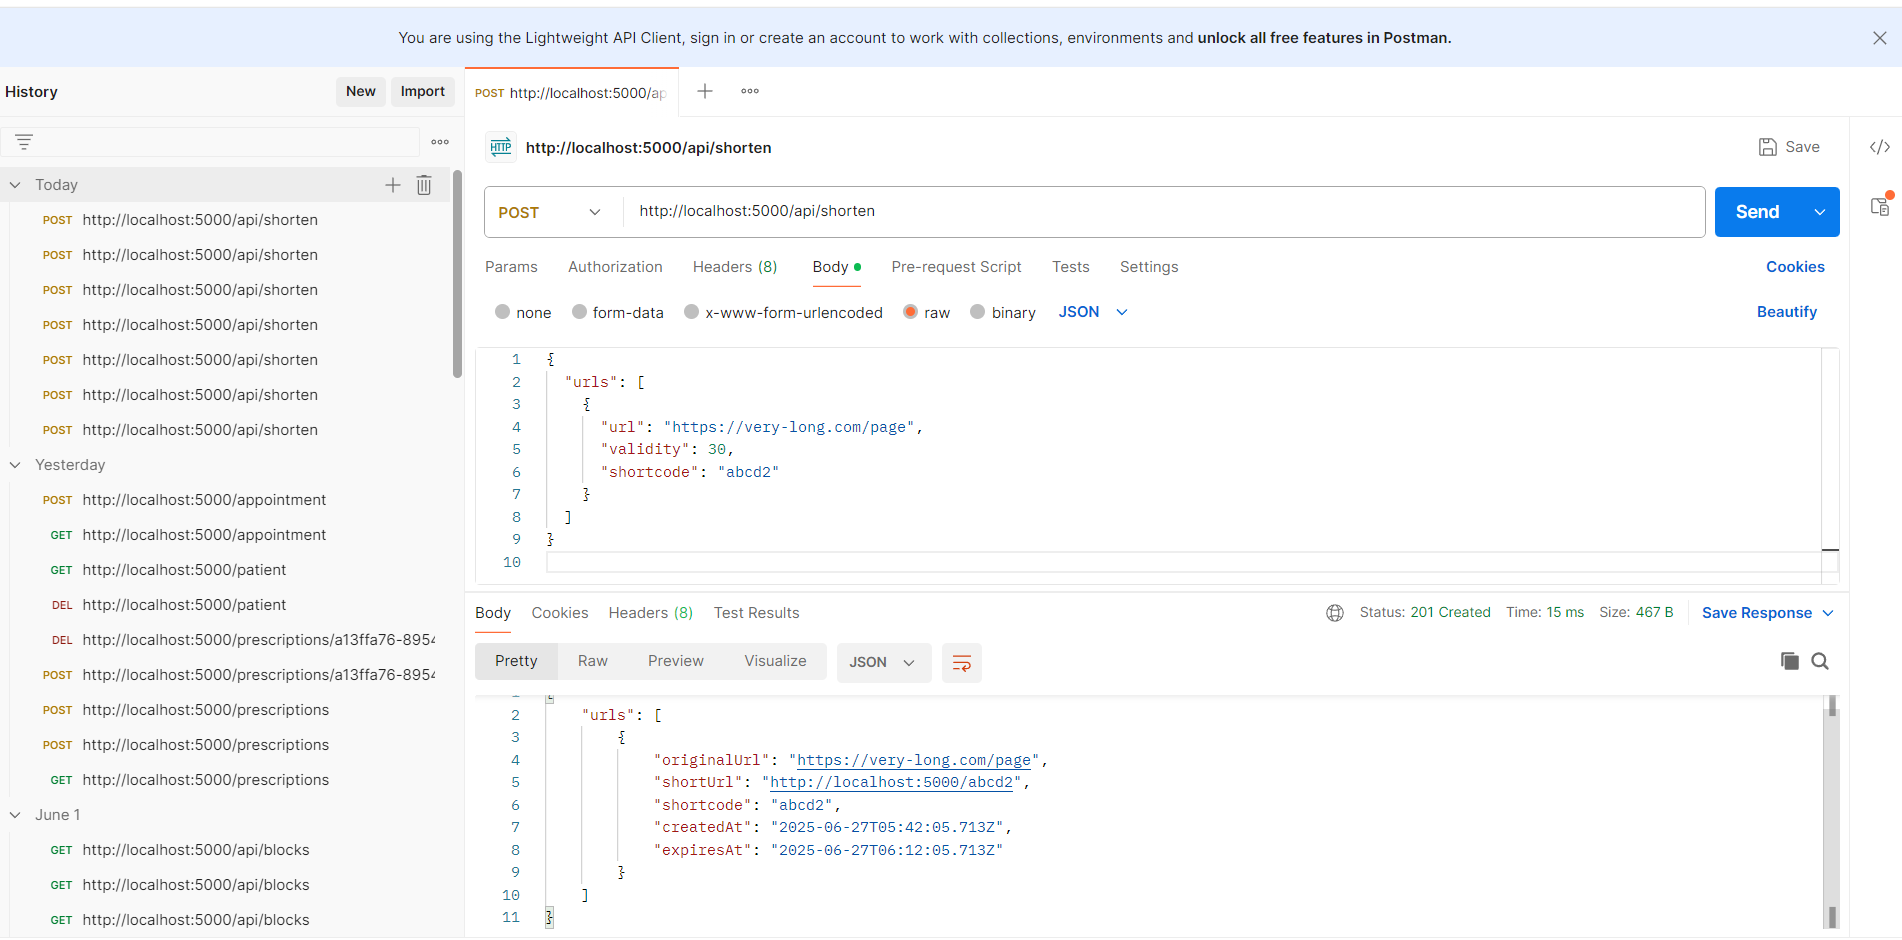 You are using the Lightweight API Client, sign in or create an account to work with collections, environments and unlock all free features in Postman.
History
New
Import
Today
POST http://localhost:5000/api/shorten
POST http://localhost:5000/api/shorten
POST http://localhost:5000/api/shorten
POST http://localhost:5000/api/shorten
POST http://localhost:5000/api/shorten
POST http://localhost:5000/api/shorten
POST http://localhost:5000/api/shorten
Yesterday
POST http://localhost:5000/appointment
GET http://localhost:5000/appointment
GET http://localhost:5000/patient
DEL http://localhost:5000/patient
DEL http://localhost:5000/prescriptions/a13ffa76-8954
POST http://localhost:5000/prescriptions/a13ffa76-8954
POST http://localhost:5000/prescriptions
POST http://localhost:5000/prescriptions
GET http://localhost:5000/prescriptions
June 1
GET http://localhost:5000/api/blocks
GET http://localhost:5000/api/blocks
GET http://localhost:5000/api/blocks
POST http://localhost:5000/ap
HTTP http://localhost:5000/api/shorten
Save
POST http://localhost:5000/api/shorten
Send
Params Authorization Headers (8) Body Pre-request Script Tests Settings
Cookies
none form-data x-www-form-urlencoded raw binary JSON
Beautify
1 {
2 "urls": [
3 {
4 "url": "https://very-long.com/page",
5 "validity": 30,
6 "shortcode": "abcd2"
7 }
8 ]
9 }
10
Body Cookies Headers (8) Test Results
Status: 201 Created Time: 15 ms Size: 467 B
Save Response
Pretty Raw Preview Visualize JSON
2 "urls": [
3 {
4 "originalUrl": "https://very-long.com/page",
5 "shortUrl": "http://localhost:5000/abcd2",
6 "shortcode": "abcd2",
7 "createdAt": "2025-06-27T05:42:05.713Z",
8 "expiresAt": "2025-06-27T06:12:05.713Z"
9 }
10 ]
11 }